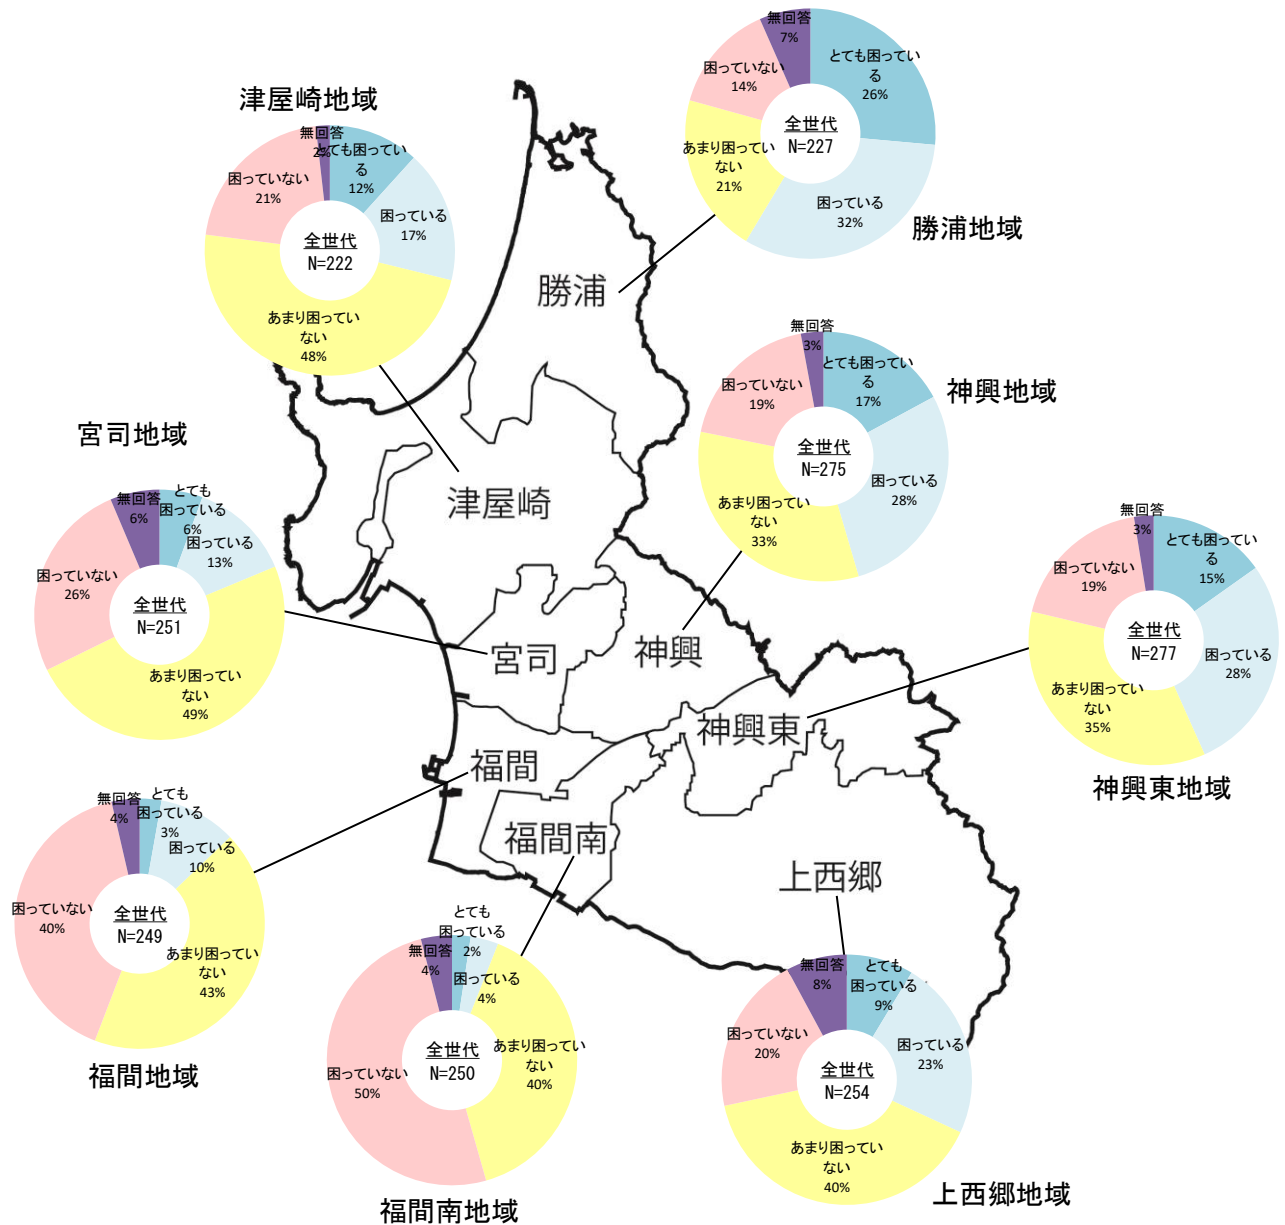 津屋崎地域
無回答
2%
とても困ってい
る
12%
困っている
17%
あまり困ってい
ない
48%
困っていない
21%
全世代
N=222
無回答
7%
とても困ってい
る
26%
困っている
32%
あまり困ってい
ない
21%
困っていない
14%
全世代
N=227
勝浦地域
勝浦
無回答
3%
とても困ってい
る
17%
困っている
28%
あまり困ってい
ない
33%
困っていない
19%
全世代
N=275
神興地域
宮司地域
無回答
6%
とても
困っている
6%
困っている
13%
あまり困ってい
ない
49%
困っていない
26%
全世代
N=251
津屋崎
宮司
神興
無回答
3%
とても困ってい
る
15%
困っている
28%
あまり困ってい
ない
35%
困っていない
19%
全世代
N=277
神興東地域
神興東
福間
福間南
上西郷
無回答
4%
とても
困っている
3%
困っている
10%
あまり困ってい
ない
43%
困っていない
40%
全世代
N=249
福間地域
無回答
4%
とても
困っている
2%
困っている
4%
あまり困ってい
ない
40%
困っていない
50%
全世代
N=250
福間南地域
無回答
8%
とても
困っている
9%
困っている
23%
あまり困ってい
ない
40%
困っていない
20%
全世代
N=254
上西郷地域